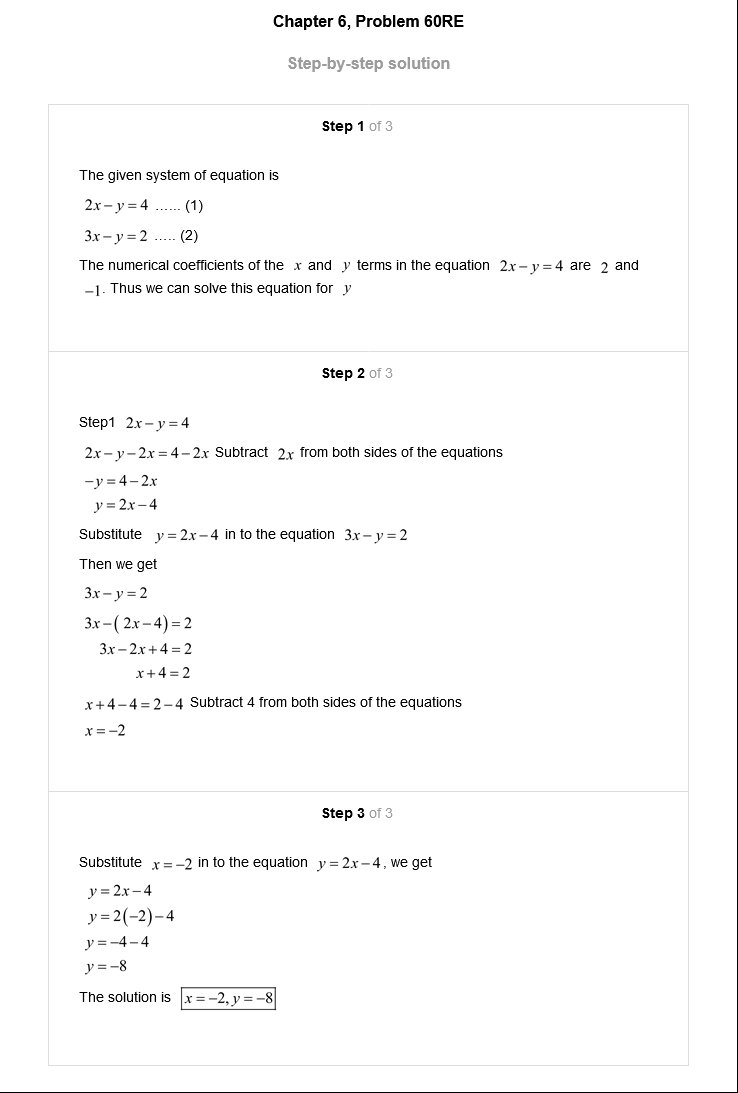 Chapter 6, Problem 60RE
Step-by-step solution
Step 1 of 3
The given system of equation is
2x − y = 4 ...... (1)
3x − y = 2 ..... (2)
The numerical coefficients of the x and y terms in the equation 2x − y = 4 are 2 and
−1. Thus we can solve this equation for y
Step 2 of 3
Step1 2x − y = 4
2x − y − 2x = 4 − 2x Subtract 2x from both sides of the equations
−y = 4 − 2x
y = 2x − 4
Substitute y = 2x − 4 in to the equation 3x − y = 2
Then we get
3x − y = 2
3x − ( 2x − 4) = 2
3x − 2x + 4 = 2
x + 4 = 2
x + 4 − 4 = 2 − 4 Subtract 4 from both sides of the equations
x = −2
Step 3 of 3
Substitute x = −2 in to the equation y = 2x − 4, we get
y = 2x − 4
y = 2(−2) − 4
y = −4 − 4
y = −8
The solution is x = −2, y = −8